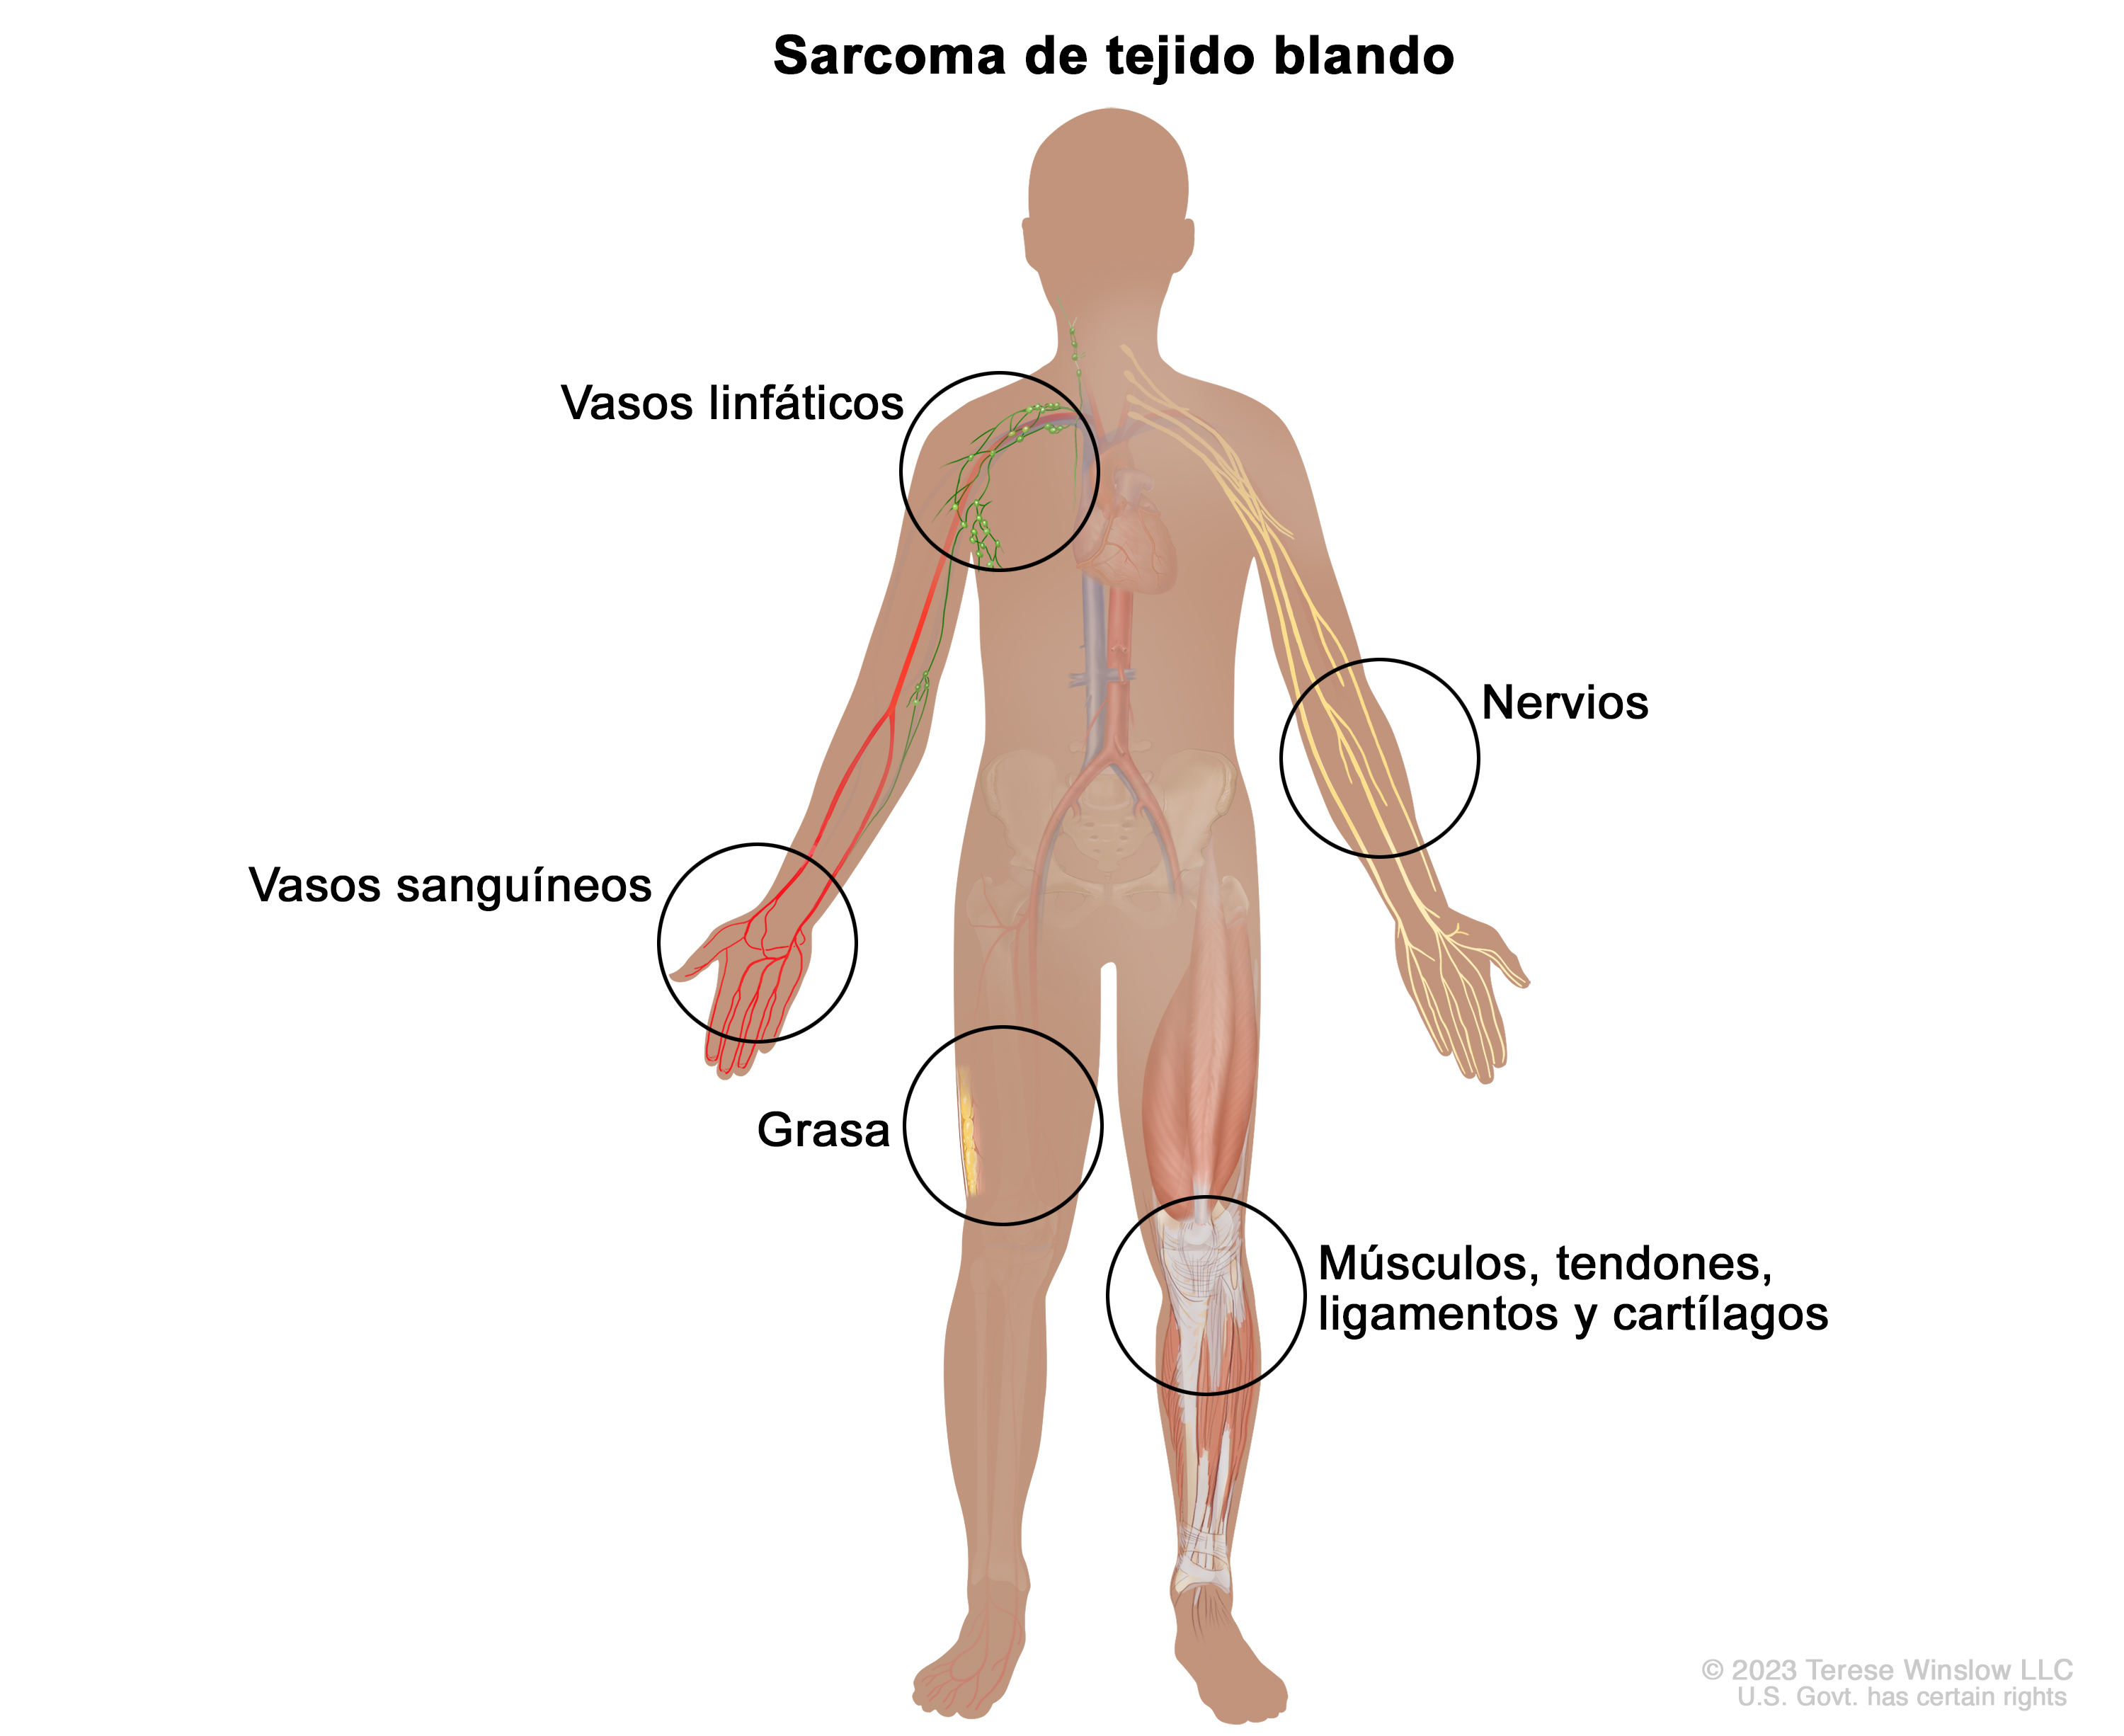 Sarcoma de tejido blando
Vasos linfáticos
Nervios
Vasos sanguíneos
Grasa
Músculos, tendones,
ligamentos y cartílagos
© 2023 Terese Winslow LLC
U.S. Govt. has certain rights